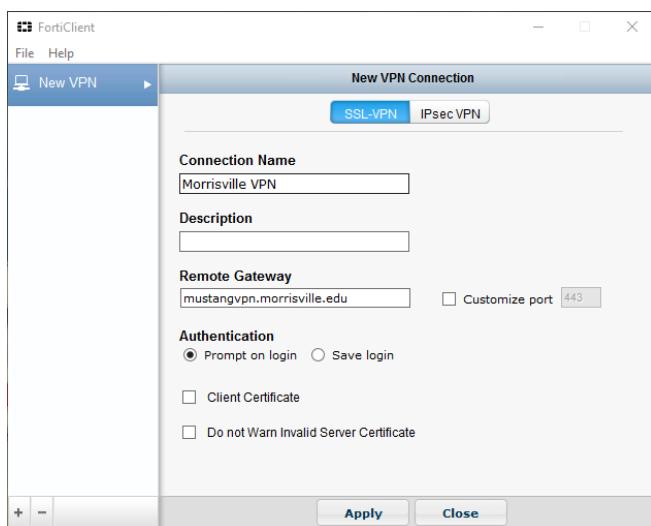 FortiClient
File Help
New VPN
New VPN Connection
SSL-VPN IPsec VPN
Connection Name
Morrisville VPN
Description
Remote Gateway
mustangvpn.morrisville.edu Customize port 443
Authentication
Prompt on login Save login
Client Certificate
Do not Warn Invalid Server Certificate
+ − Apply Close